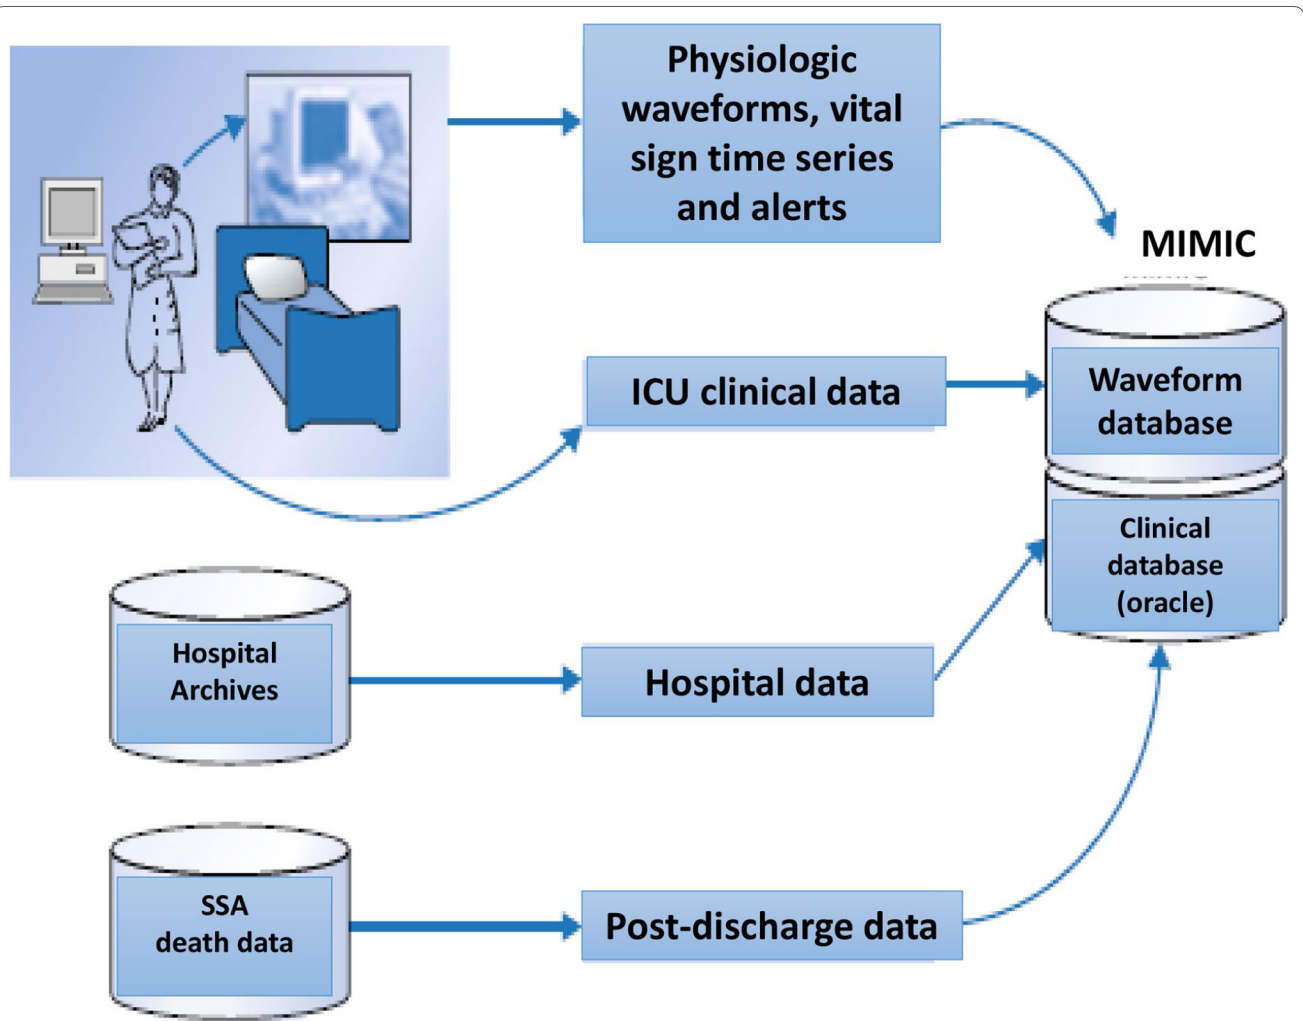 Physiologic
waveforms, vital
sign time series
and alerts
MIMIC
ICU clinical data
Waveform
database
Clinical
database
(oracle)
Hospital
Archives
Hospital data
SSA
death data
Post-discharge data